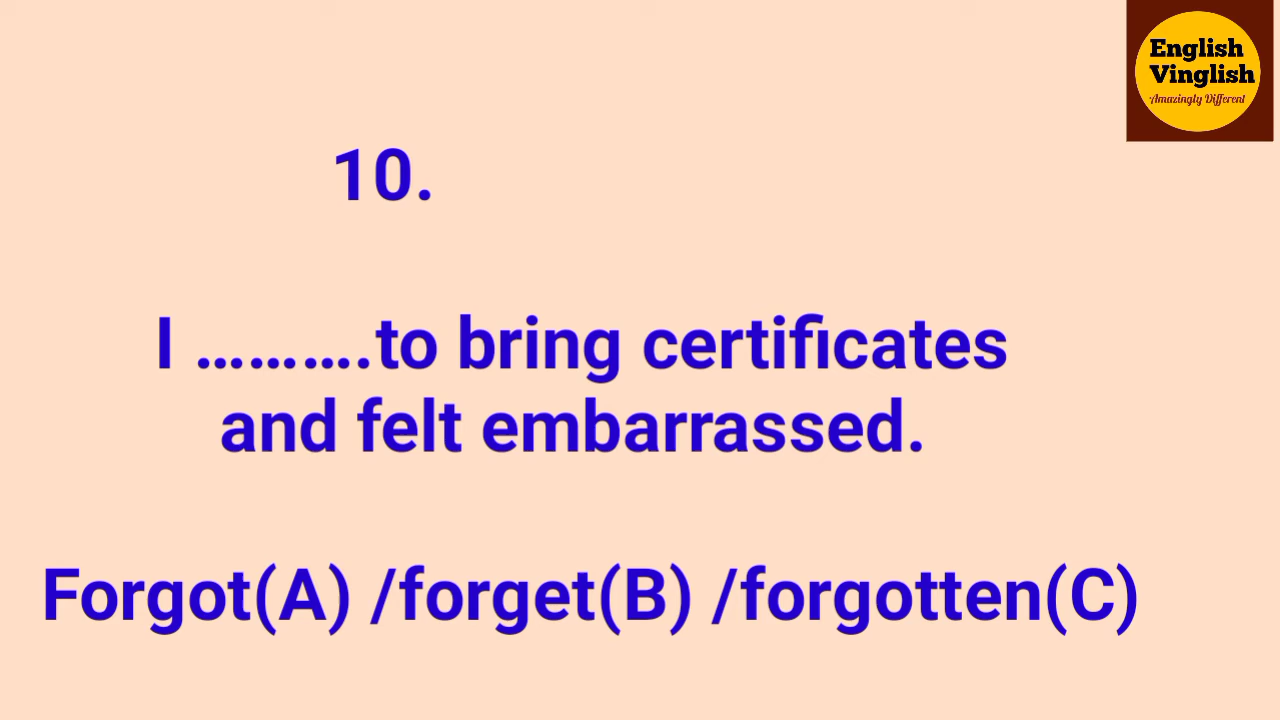 English
Vinglish
Amazingly Different
10.
I ……….to bring certificates
and felt embarrassed.
Forgot(A) /forget(B) /forgotten(C)